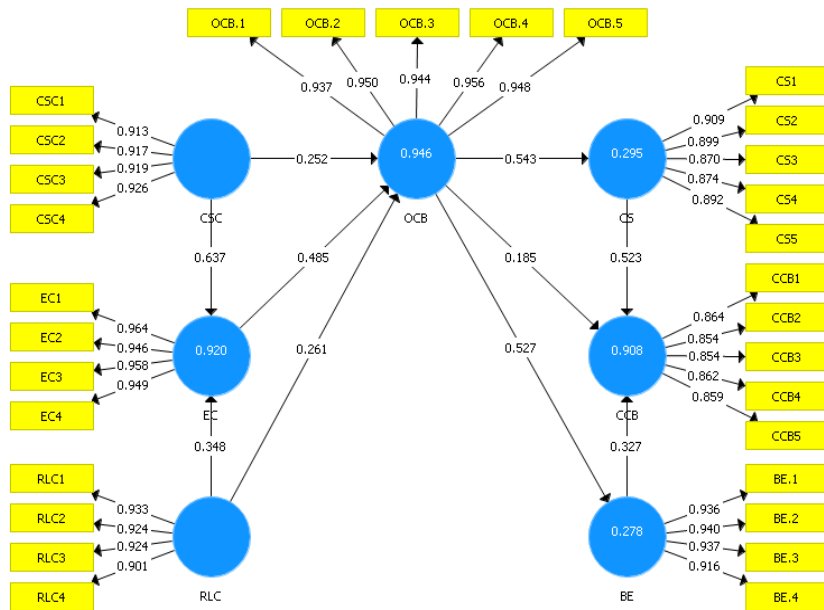 OCB.1 OCB.2 OCB.3 OCB.4 OCB.5
0.937 0.950 0.944 0.956 0.948
CSC1
CSC2
CSC3
CSC4
0.913
0.917
0.919
0.926
CSC
0.252
0.946
OCB
0.543
0.295
CS
0.909
0.899
0.870
0.874
0.892
CS1
CS2
CS3
CS4
CS5
0.637
0.485
0.261
0.185
0.527
0.523
EC1
EC2
EC3
EC4
0.964
0.946
0.958
0.949
0.920
EC
0.348
0.908
CCB
0.327
0.864
0.854
0.854
0.862
0.859
CCB1
CCB2
CCB3
CCB4
CCB5
RLC1
RLC2
RLC3
RLC4
0.933
0.924
0.924
0.901
RLC
0.278
BE
0.936
0.940
0.937
0.916
BE.1
BE.2
BE.3
BE.4